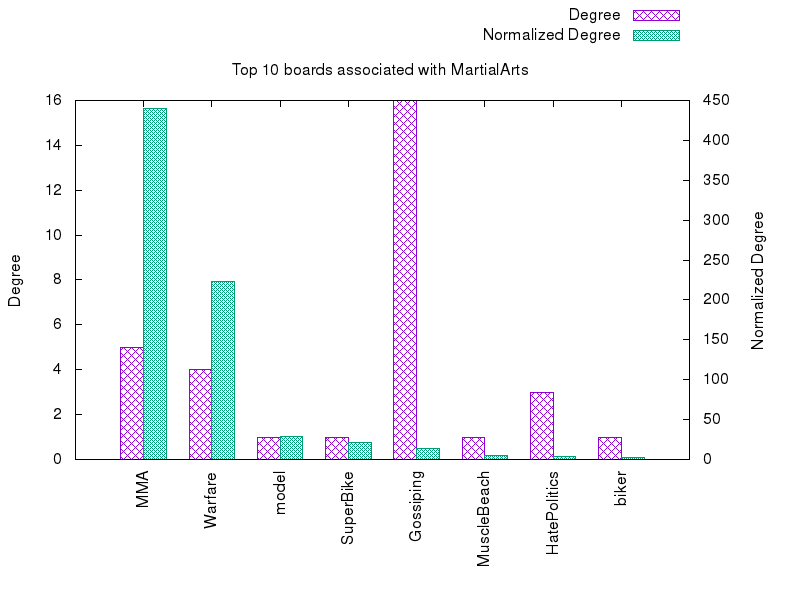 Degree
Normalized Degree
Top 10 boards associated with MartialArts
16
14
12
10
8
6
4
2
0
Degree
450
400
350
300
250
200
150
100
50
0
Normalized Degree
MMA
Warfare
model
SuperBike
Gossiping
MuscleBeach
HatePolitics
biker